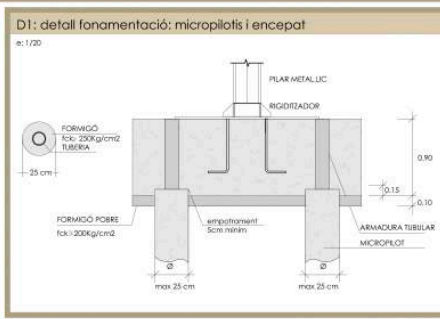 D1: detall fonamentació: micropilotis i encepat
e: 1/20
PILAR METAL.LIC
RIGIDITZADOR
FORMIGÓ
fck≥ 250Kg/cm2
TUBERIA
25 cm
0,90
0,15
0,10
FORMIGÓ POBRE
fck≥200Kg/cm2
empotrament
5cm mínim
ARMADURA TUBULAR
MICROPILOT
Ø
Ø
max 25 cm
max 25 cm